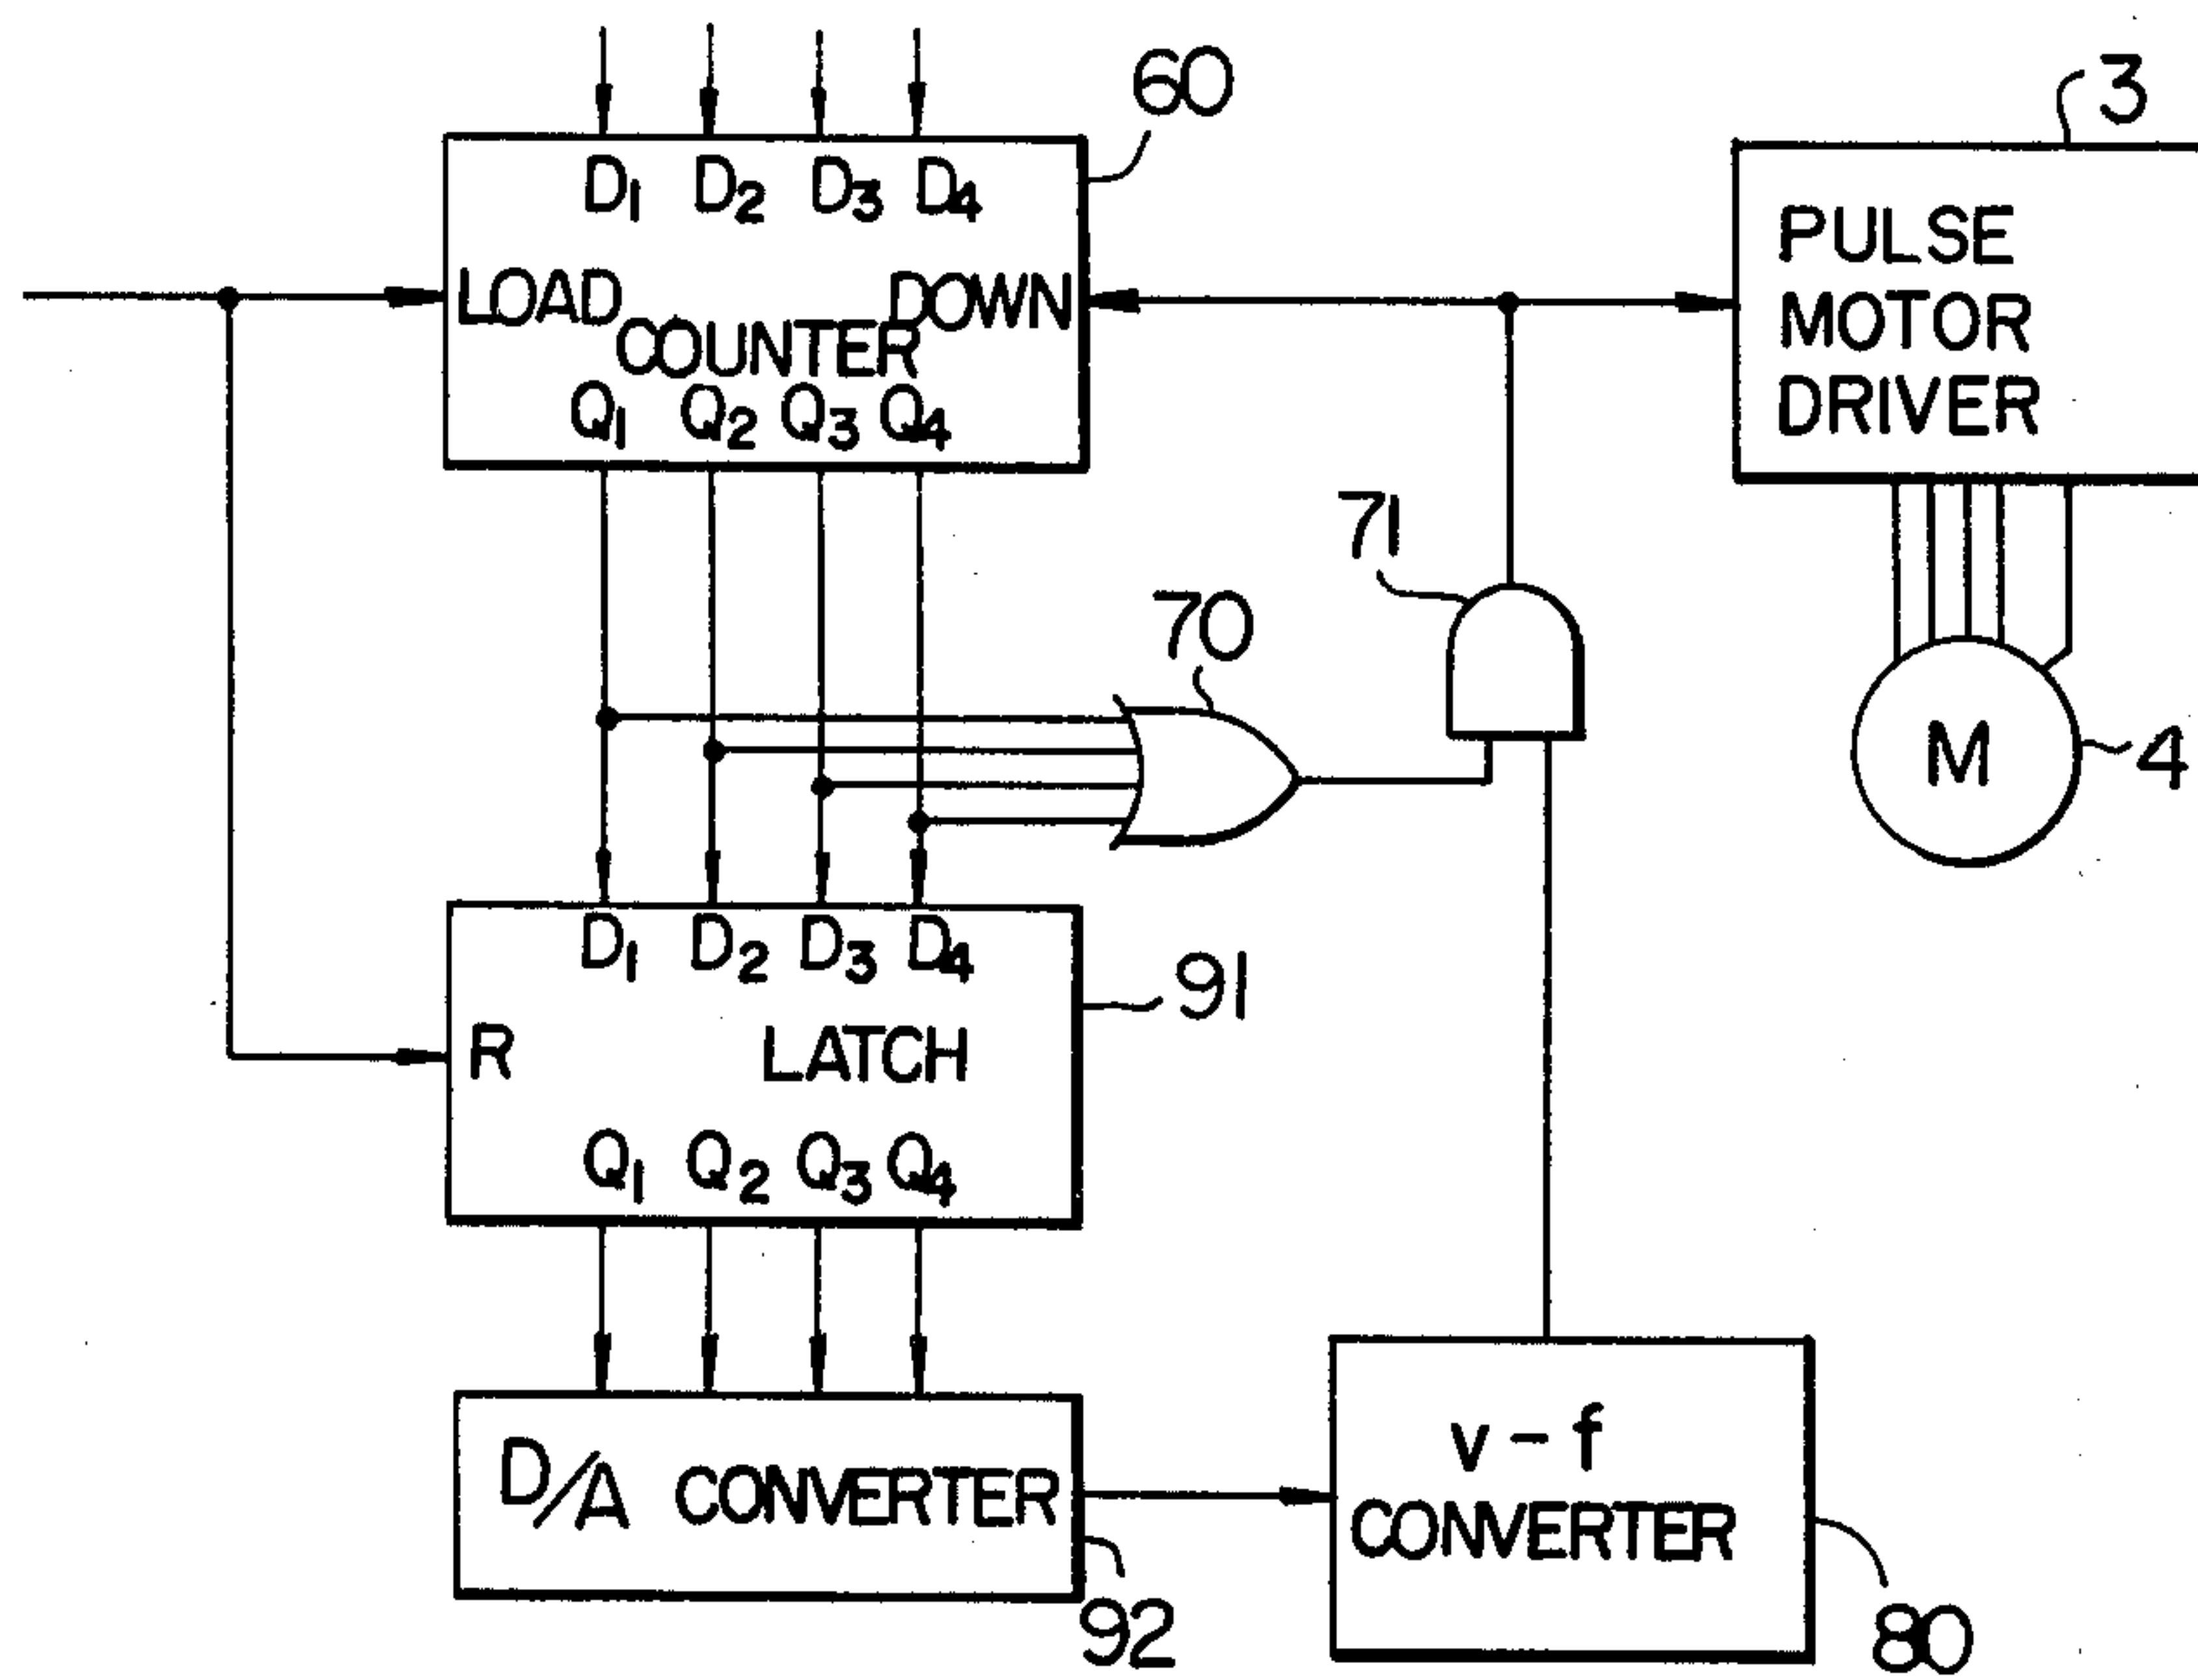 60
3
D1 D2 D3 D4
LOAD DOWN
COUNTER
Q1 Q2 Q3 Q4
PULSE
MOTOR
DRIVER
71
70
M
4
D1 D2 D3 D4
91
R LATCH
Q1 Q2 Q3 Q4
D/A CONVERTER
92
v-f
CONVERTER
80